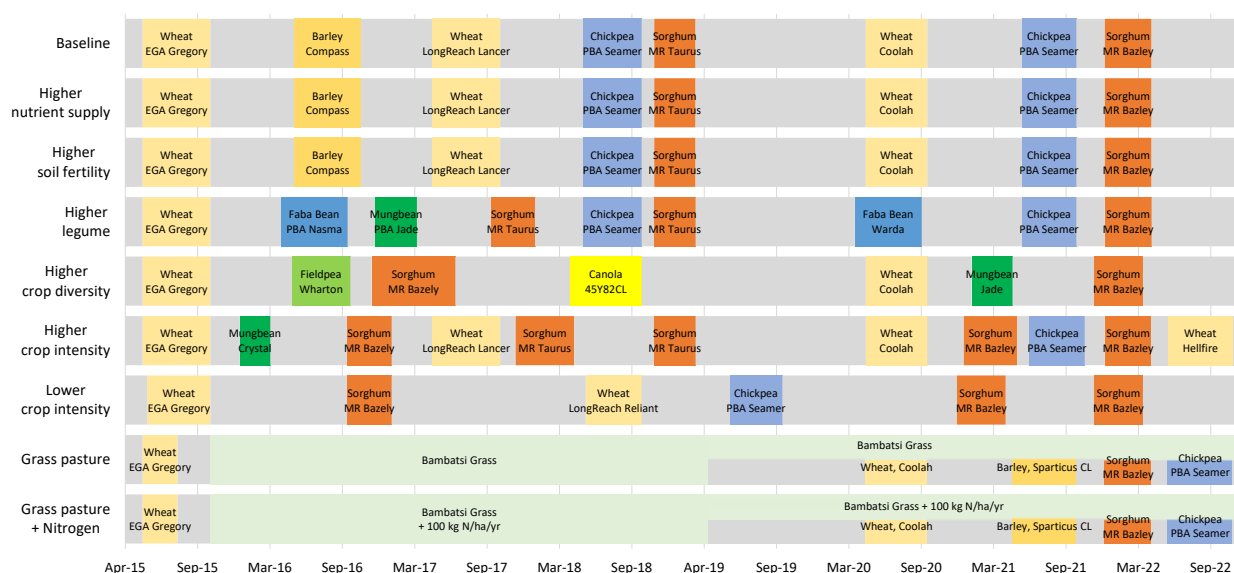 Baseline
Wheat
EGA Gregory
Barley
Compass
Wheat
LongReach Lancer
Chickpea
PBA Seamer
Sorghum
MR Taurus
Wheat
Coolah
Chickpea
PBA Seamer
Sorghum
MR Bazley
Higher
nutrient supply
Wheat
EGA Gregory
Barley
Compass
Wheat
LongReach Lancer
Chickpea
PBA Seamer
Sorghum
MR Taurus
Wheat
Coolah
Chickpea
PBA Seamer
Sorghum
MR Bazley
Higher
soil fertility
Wheat
EGA Gregory
Barley
Compass
Wheat
LongReach Lancer
Chickpea
PBA Seamer
Sorghum
MR Taurus
Wheat
Coolah
Chickpea
PBA Seamer
Sorghum
MR Bazley
Higher
legume
Wheat
EGA Gregory
Faba Bean
PBA Nasma
Mungbean
PBA Jade
Sorghum
MR Taurus
Chickpea
PBA Seamer
Sorghum
MR Taurus
Faba Bean
Warda
Chickpea
PBA Seamer
Sorghum
MR Bazley
Higher
crop diversity
Wheat
EGA Gregory
Fieldpea
Wharton
Sorghum
MR Bazely
Canola
45Y82CL
Wheat
Coolah
Mungbean
Jade
Sorghum
MR Bazley
Higher
crop intensity
Wheat
EGA Gregory
Mungbean
Crystal
Sorghum
MR Bazely
Wheat
LongReach Lancer
Sorghum
MR Taurus
Sorghum
MR Taurus
Wheat
Coolah
Sorghum
MR Bazley
Chickpea
PBA Seamer
Sorghum
MR Bazley
Wheat
Hellfire
Lower
crop intensity
Wheat
EGA Gregory
Sorghum
MR Bazely
Wheat
LongReach Reliant
Chickpea
PBA Seamer
Sorghum
MR Bazley
Sorghum
MR Bazley
Grass pasture
Wheat
EGA Gregory
Bambatsi Grass
Bambatsi Grass
Wheat, Coolah
Barley, Sparticus CL
Sorghum
MR Bazley
Chickpea
PBA Seamer
Grass pasture
+ Nitrogen
Wheat
EGA Gregory
Bambatsi Grass
+ 100 kg N/ha/yr
Bambatsi Grass + 100 kg N/ha/yr
Wheat, Coolah
Barley, Sparticus CL
Sorghum
MR Bazley
Chickpea
PBA Seamer
Apr-15 Sep-15 Mar-16 Sep-16 Mar-17 Sep-17 Mar-18 Sep-18 Apr-19 Sep-19 Mar-20 Sep-20 Mar-21 Sep-21 Mar-22 Sep-22